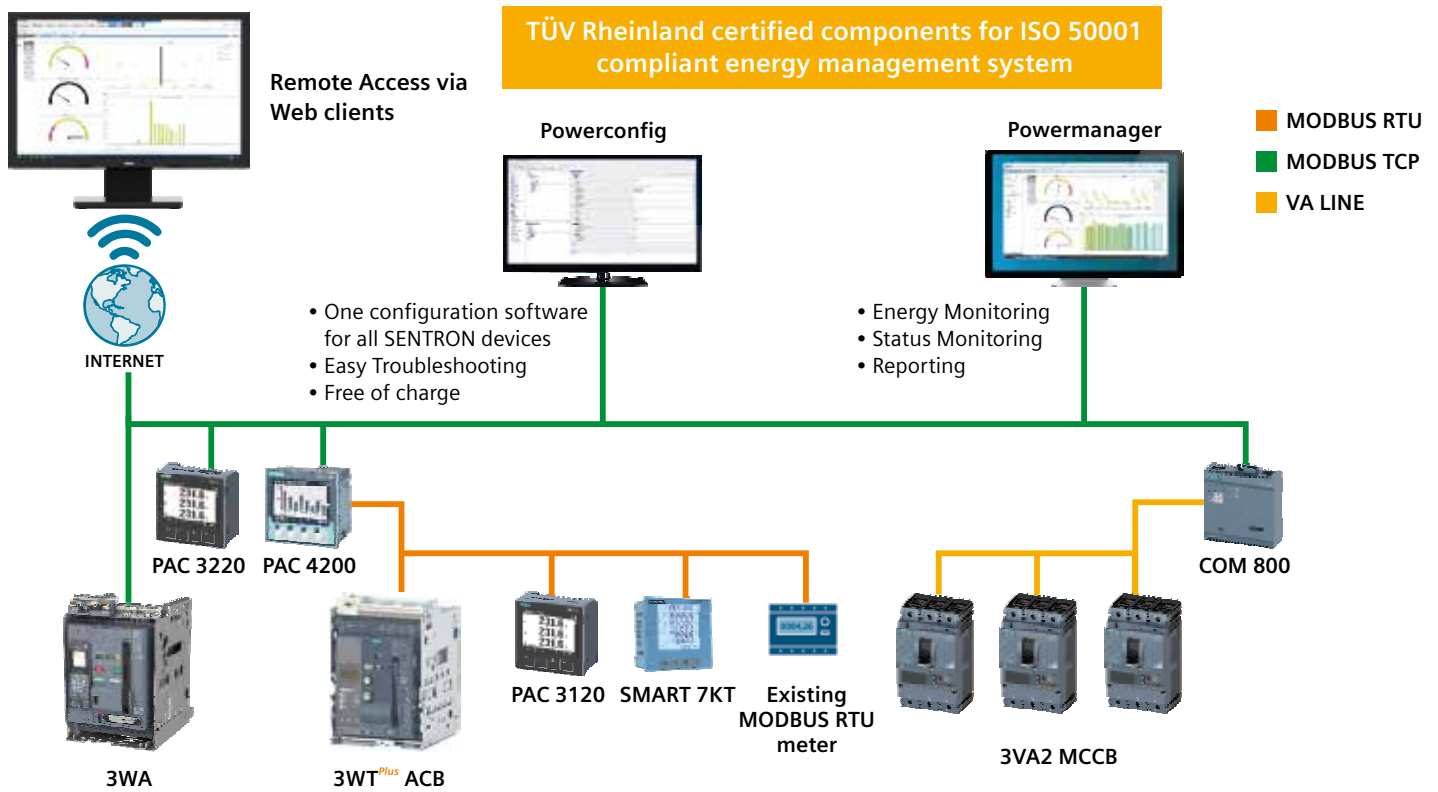 TÜV Rheinland certified components for ISO 50001
compliant energy management system
Remote Access via
Web clients
Powerconfig
Powermanager
MODBUS RTU
MODBUS TCP
VA LINE
INTERNET
• One configuration software
for all SENTRON devices
• Easy Troubleshooting
• Free of charge
• Energy Monitoring
• Status Monitoring
• Reporting
PAC 3220
PAC 4200
COM 800
PAC 3120
SMART 7KT
Existing
MODBUS RTU
meter
3WA
3WTPlus ACB
3VA2 MCCB